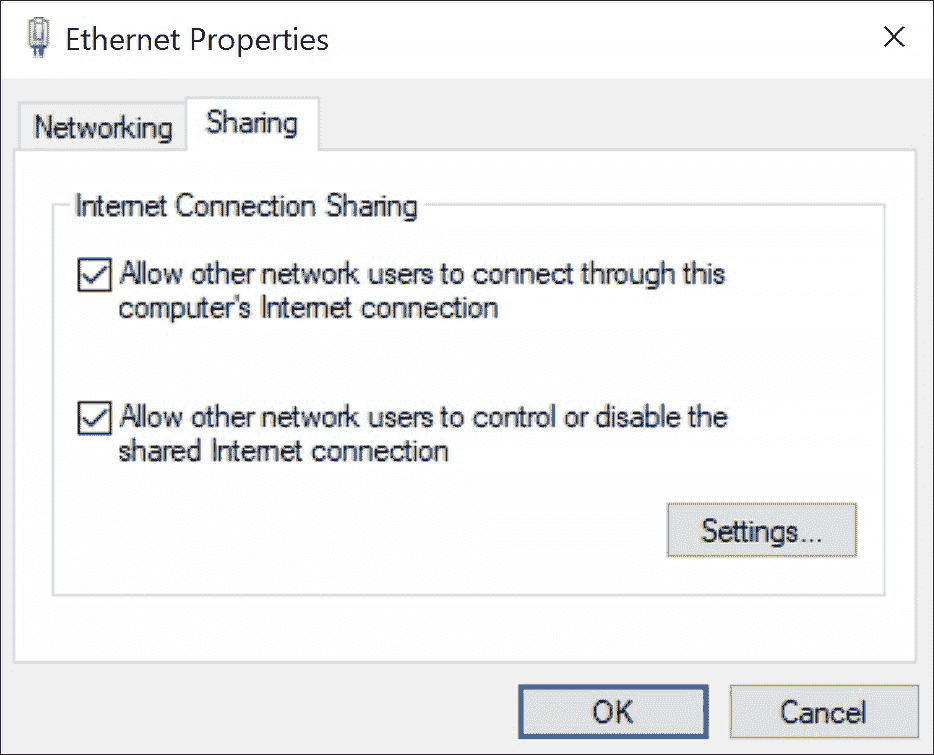 Ethernet Properties
Networking
Sharing
Internet Connection Sharing
Allow other network users to connect through this
computer's Internet connection
Allow other network users to control or disable the
shared Internet connection
Settings...
OK
Cancel